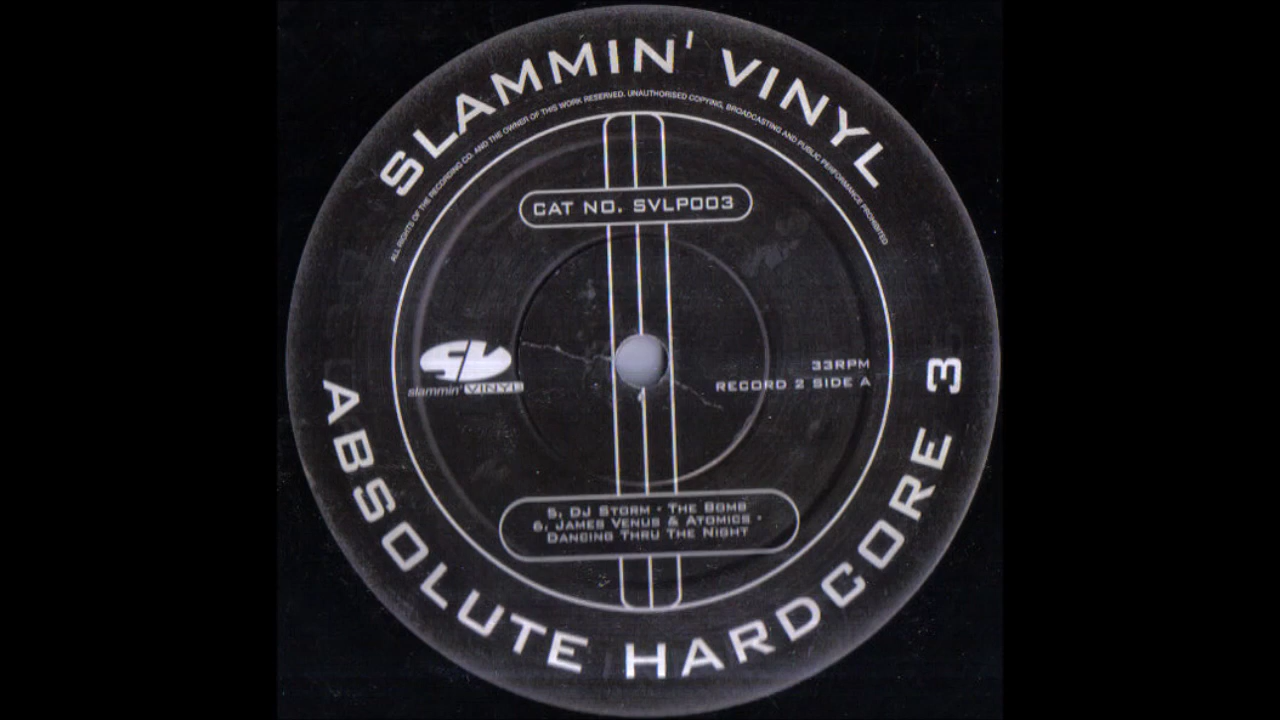 SLAMMIN' VINYL
ALL RIGHTS OF THE RECORDING CO. AND THE OWNER OF THIS WORK RESERVED. UNAUTHORISED COPYING, BROADCASTING AND PUBLIC PERFORMANCE PROHIBITED
CAT NO. SVLP003
SL
slammin' VINYL
33RPM
RECORD 2 SIDE A
5. DJ STORM - THE BOMB
6. JAMES VENUS & ATOMICS -
DANCING THRU THE NIGHT
ABSOLUTE HARDCORE 3